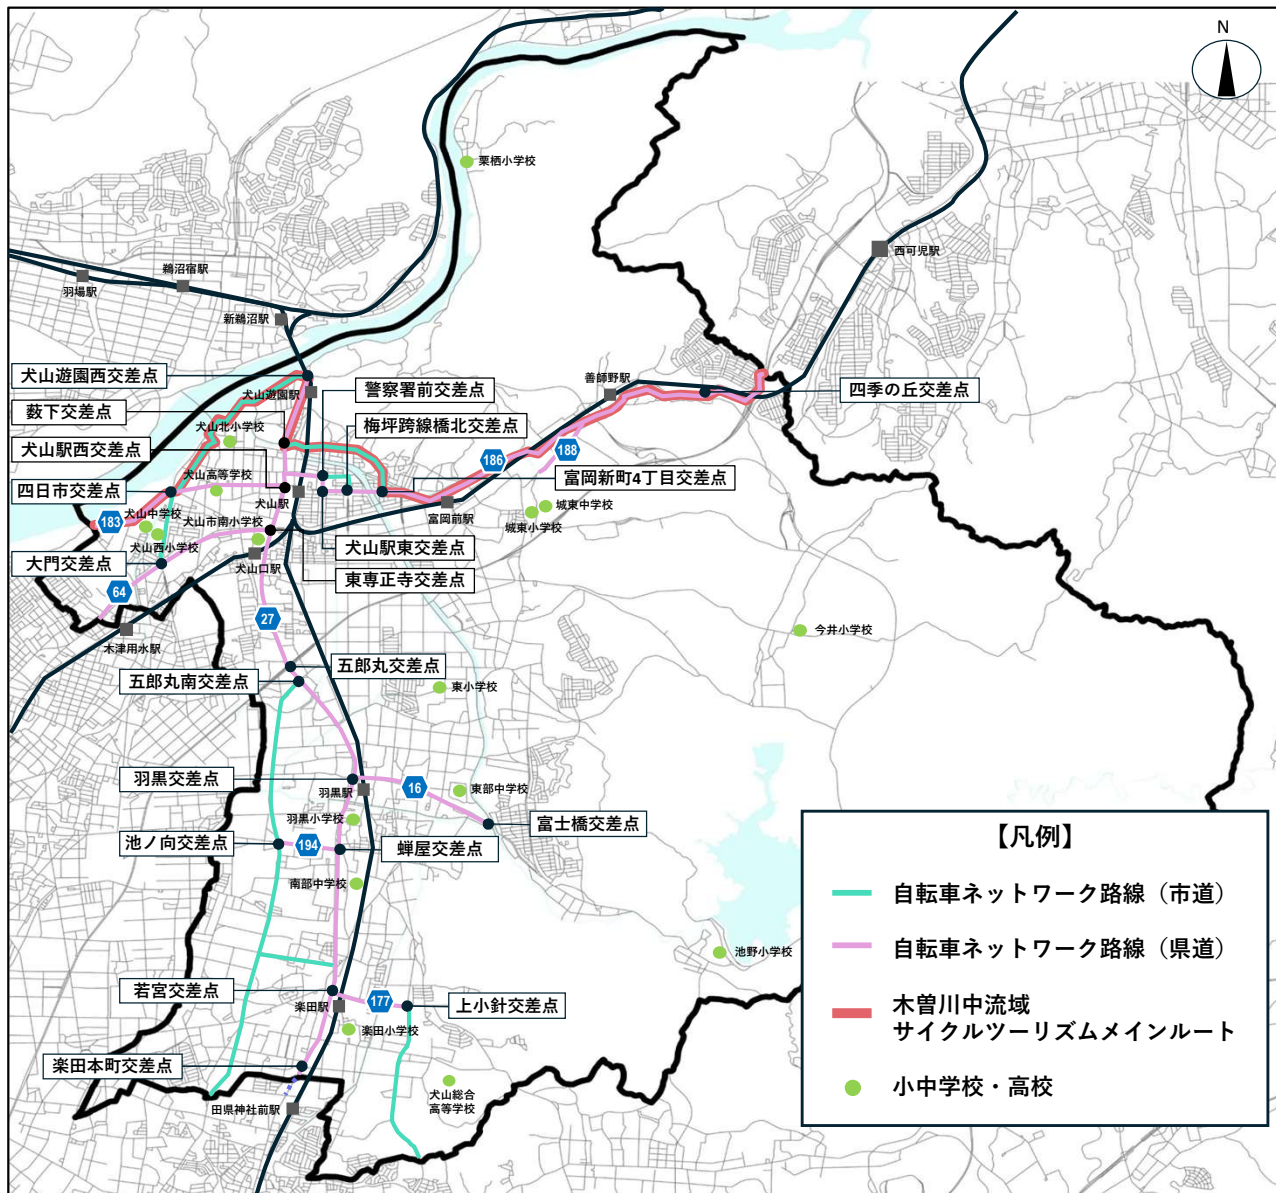 N
栗栖小学校
西可児駅
鵜沼宿駅
羽場駅
新鵜沼駅
犬山遊園西交差点
犬山遊園駅
警察署前交差点
善師野駅
四季の丘交差点
薮下交差点
犬山北小学校
梅坪跨線橋北交差点
犬山駅西交差点
186
188
犬山高等学校
富岡新町4丁目交差点
四日市交差点
犬山駅
富岡前駅
城東中学校
城東小学校
183
犬山中学校
犬山市南小学校
犬山西小学校
犬山駅東交差点
大門交差点
犬山口駅
東専正寺交差点
64
27
今井小学校
木津用水駅
五郎丸交差点
五郎丸南交差点
東小学校
羽黒交差点
羽黒駅
16
東部中学校
羽黒小学校
富士橋交差点
池ノ向交差点
194
蝉屋交差点
南部中学校
池野小学校
若宮交差点
楽田駅
177
上小針交差点
楽田小学校
楽田本町交差点
犬山総合
高等学校
田県神社前駅
【凡例】
自転車ネットワーク路線（市道）
自転車ネットワーク路線（県道）
木曽川中流域
サイクルツーリズムメインルート
小中学校・高校